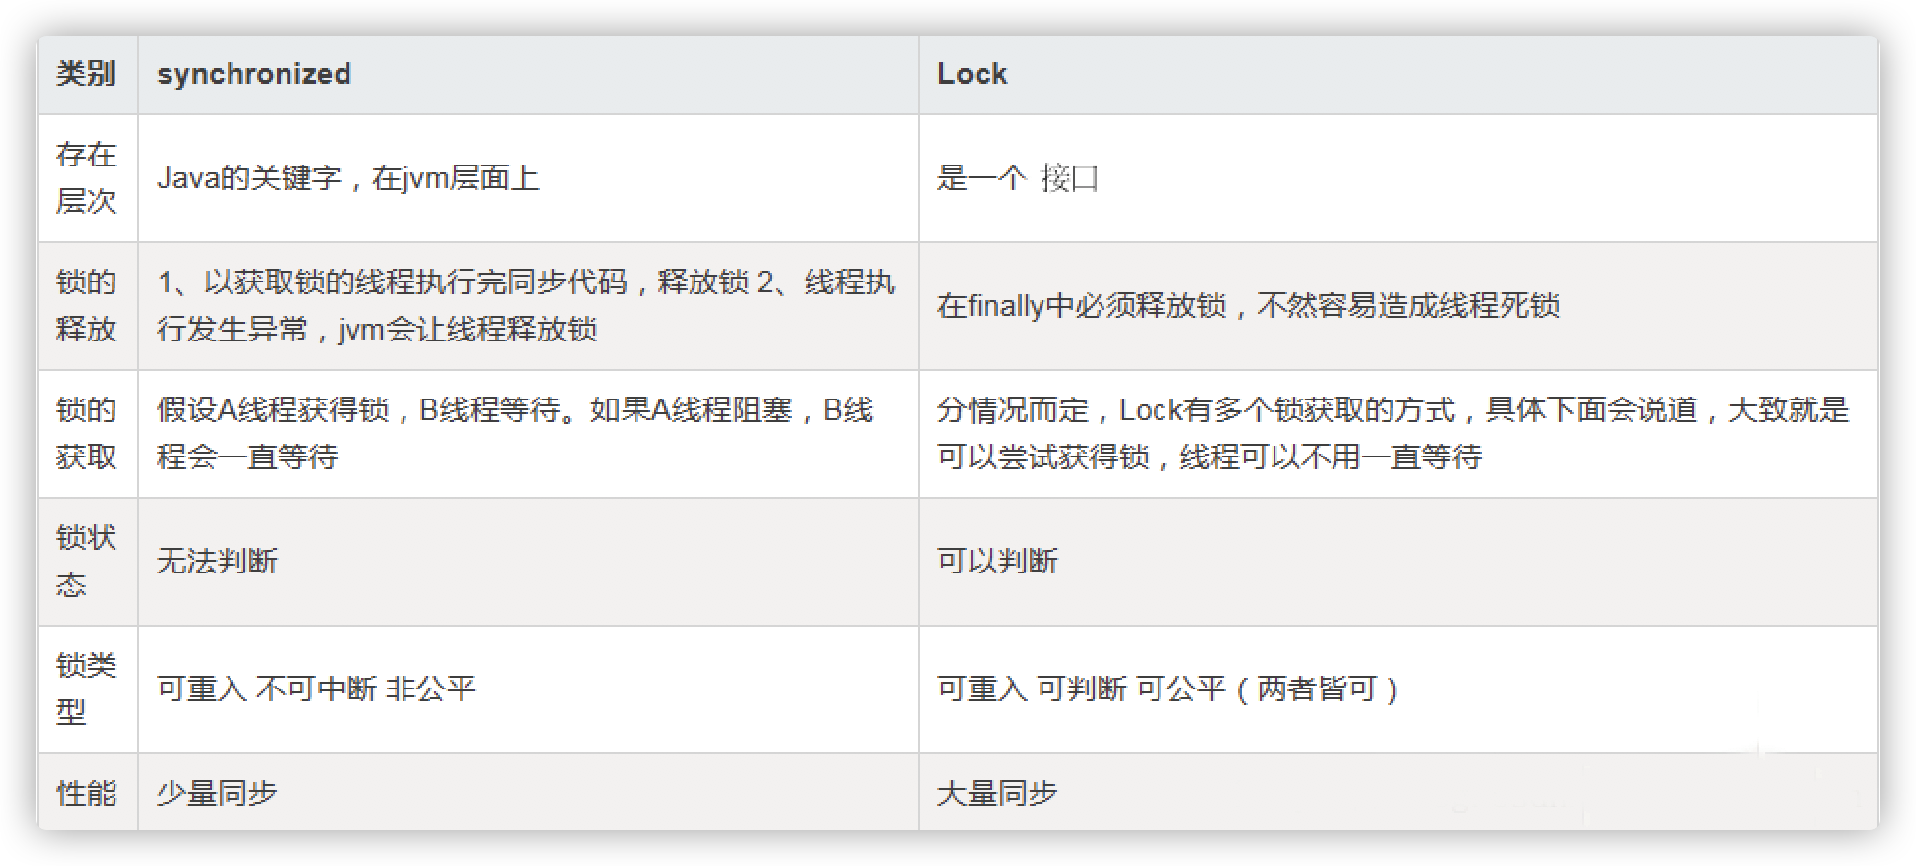 类别 synchronized Lock
存在
层次
Java的关键字，在jvm层面上
是一个 接口
锁的
释放
1、以获取锁的线程执行完同步代码，释放锁 2、线程执
行发生异常，jvm会让线程释放锁
在finally中必须释放锁，不然容易造成线程死锁
锁的
获取
假设A线程获得锁，B线程等待。如果A线程阻塞，B线
程会一直等待
分情况而定，Lock有多个锁获取的方式，具体下面会说道，大致就是
可以尝试获得锁，线程可以不用一直等待
锁状
态
无法判断
可以判断
锁类
型
可重入 不可中断 非公平
可重入 可判断 可公平（两者皆可）
性能 少量同步 大量同步